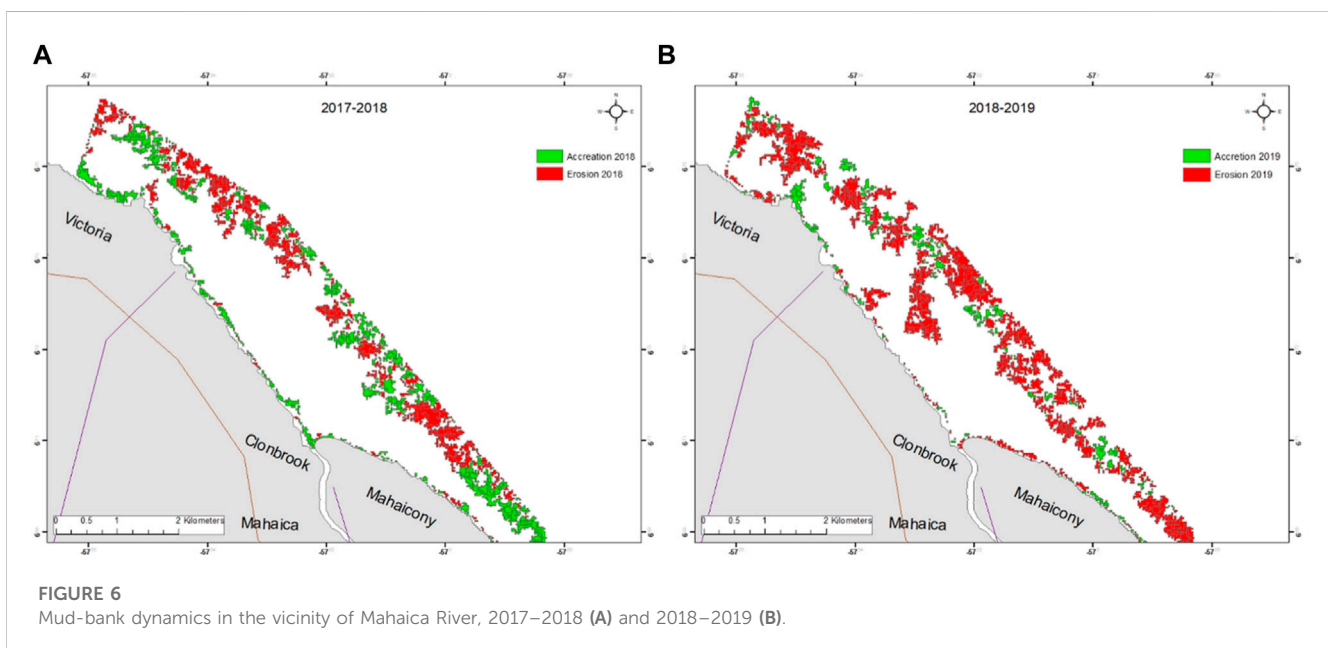 A
2017-2018
N
W E
S
Accreation 2018
Erosion 2018
Victoria
Clonbrook
Mahaicony
Mahaica
0 0.5 1 2 Kilometers
B
2018-2019
N
W E
S
Accretion 2019
Erosion 2019
Victoria
Clonbrook
Mahaicony
Mahaica
0 0.5 1 2 Kilometers
FIGURE 6
Mud-bank dynamics in the vicinity of Mahaica River, 2017–2018 (A) and 2018–2019 (B).